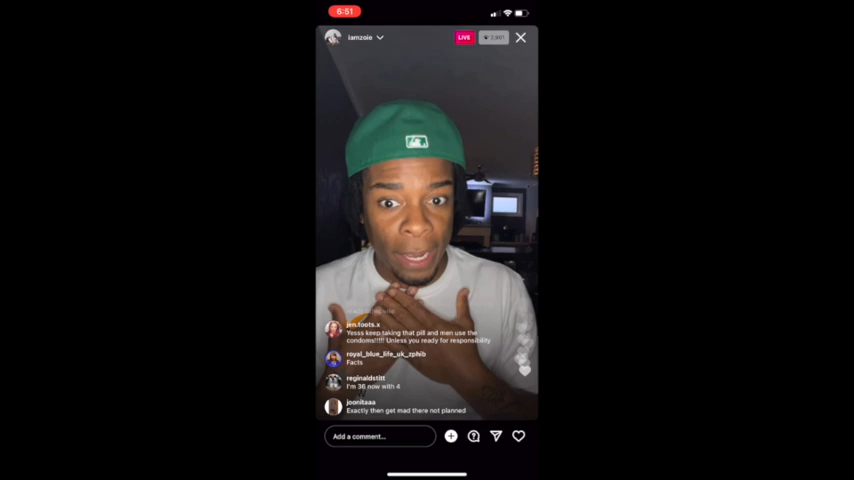 6:51
iamzoie
LIVE
jen.toots.x
Yesss keep taking that pill and men use the
condoms!!!!! Unless you ready for responsibility
royal_blue_life_uk_zphib
Facts
reginaldstitt
I'm 36 now with 4
joonitaaa
Exactly then get mad there not planned
Add a comment...